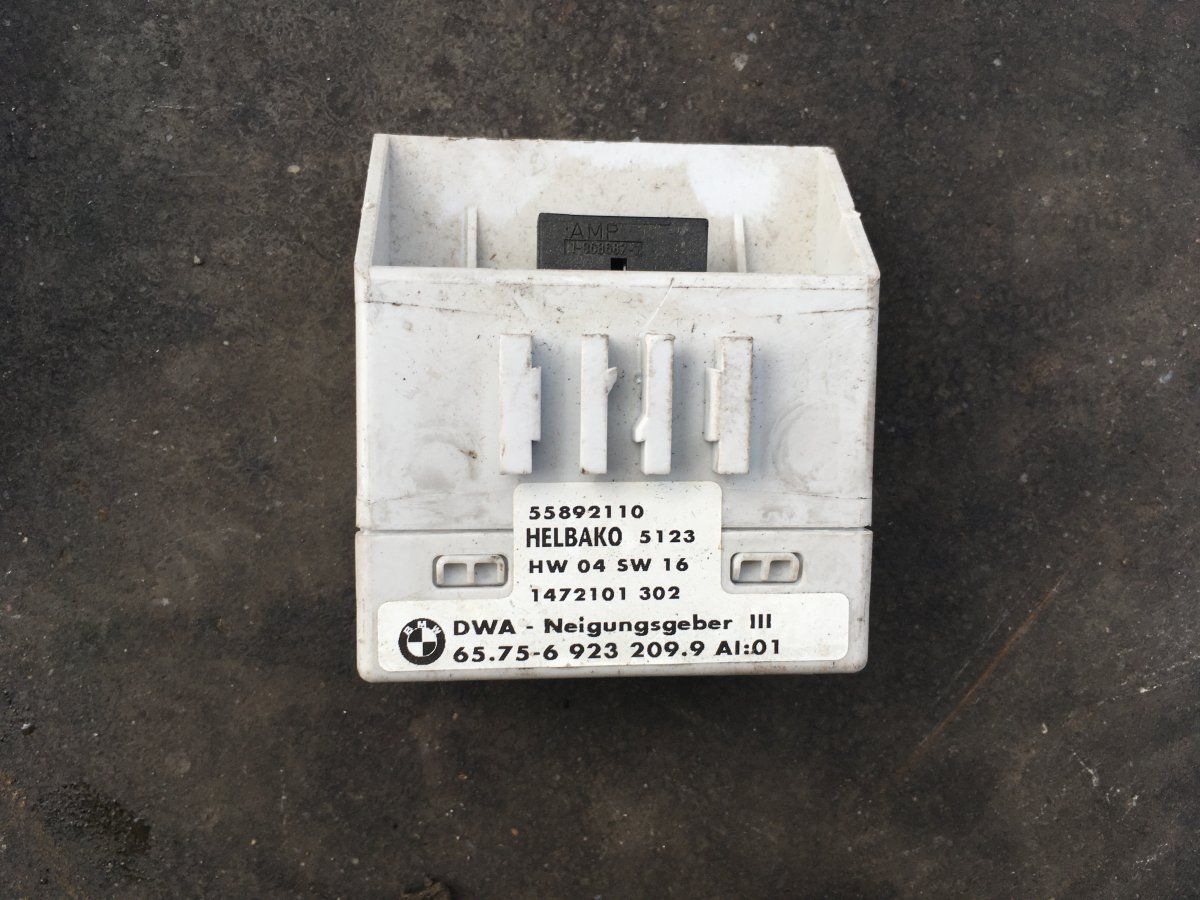 AMP
55892110
HELBAKO 5123
HW 04 SW 16
1472101 302
BMW
DWA - Neigungsgeber III
65.75-6 923 209.9 AI:01